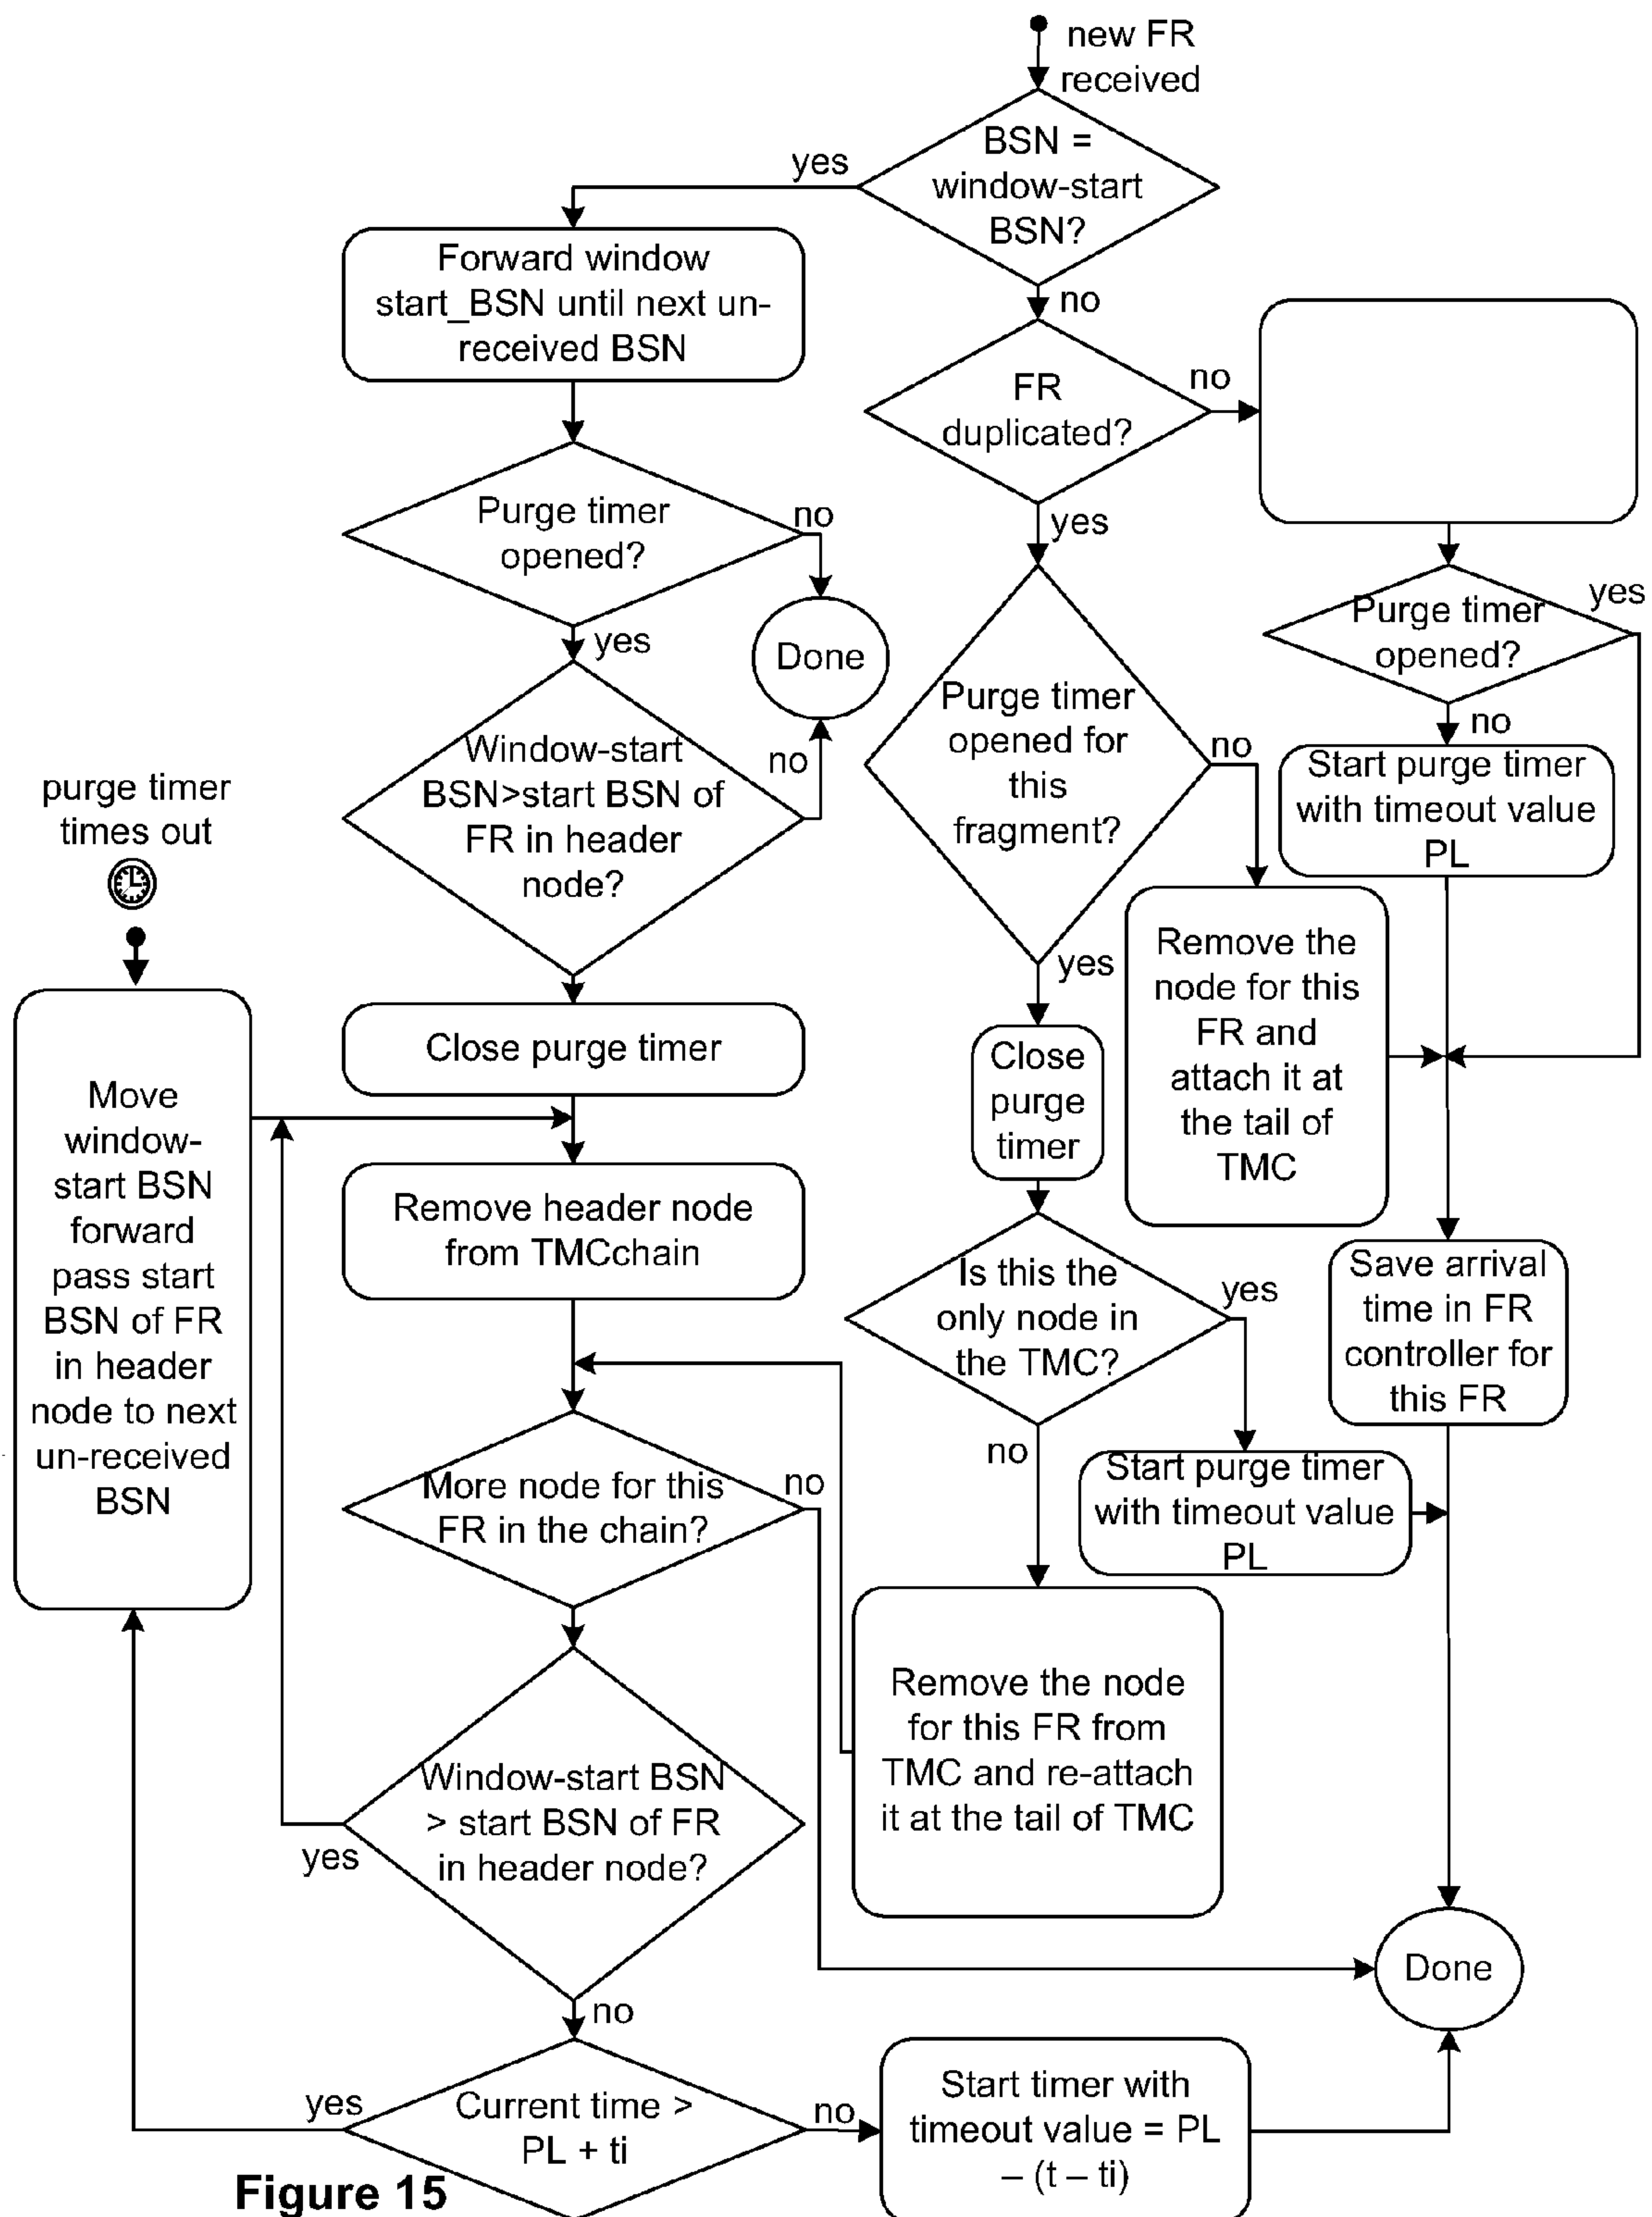 new FR
received
BSN =
window-start
BSN?
yes
no
Forward window
start_BSN until next un-
received BSN
FR
duplicated?
no
yes
Purge timer
opened?
no
yes
Done
Purge timer
opened?
yes
no
Window-start
BSN>start BSN of
FR in header
node?
no
Purge timer
opened for
this
fragment?
no
yes
Start purge timer
with timeout value
PL
purge timer
times out
Remove the
node for this
FR and
attach it at
the tail of
TMC
Close purge timer
Close
purge
timer
Move
window-
start BSN
forward
pass start
BSN of FR
in header
node to next
un-received
BSN
Remove header node
from TMCchain
Is this the
only node in
the TMC?
yes
no
Save arrival
time in FR
controller for
this FR
More node for this
FR in the chain?
no
Start purge timer
with timeout value
PL
Remove the node
for this FR from
TMC and re-attach
it at the tail of TMC
Window-start BSN
> start BSN of FR
in header node?
yes
no
Done
Current time >
PL + ti
yes
no
Start timer with
timeout value = PL
– (t – ti)
Figure 15